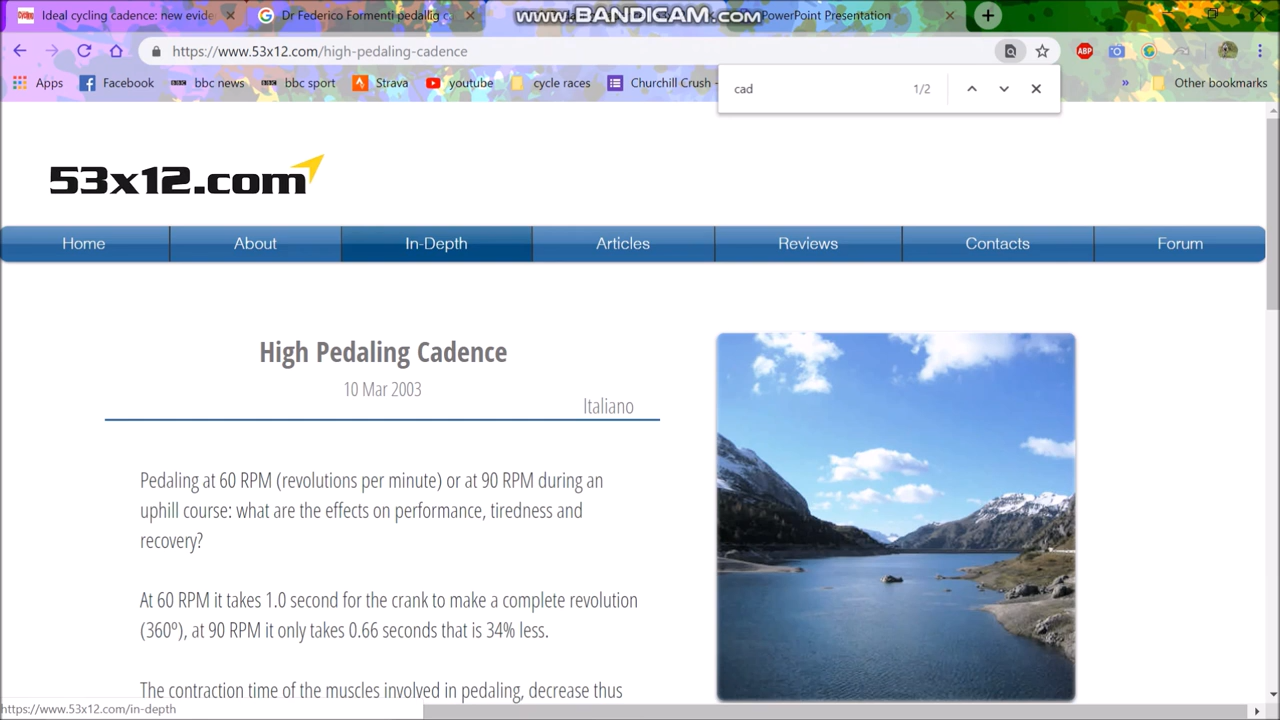 Ideal cycling cadence: new evide
Dr Federico Formenti pedallig c
www.BANDICAM.com
PowerPoint Presentation
https://www.53x12.com/high-pedaling-cadence
ABP
Apps
Facebook
bbc news
bbc sport
Strava
youtube
cycle races
Churchill Crush -
»
Other bookmarks
cad
1/2
53x12.com
Home
About
In-Depth
Articles
Reviews
Contacts
Forum
High Pedaling Cadence
10 Mar 2003
Italiano
Pedaling at 60 RPM (revolutions per minute) or at 90 RPM during an
uphill course: what are the effects on performance, tiredness and
recovery?
At 60 RPM it takes 1.0 second for the crank to make a complete revolution
(360º), at 90 RPM it only takes 0.66 seconds that is 34% less.
The contraction time of the muscles involved in pedaling, decrease thus
https://www.53x12.com/in-depth